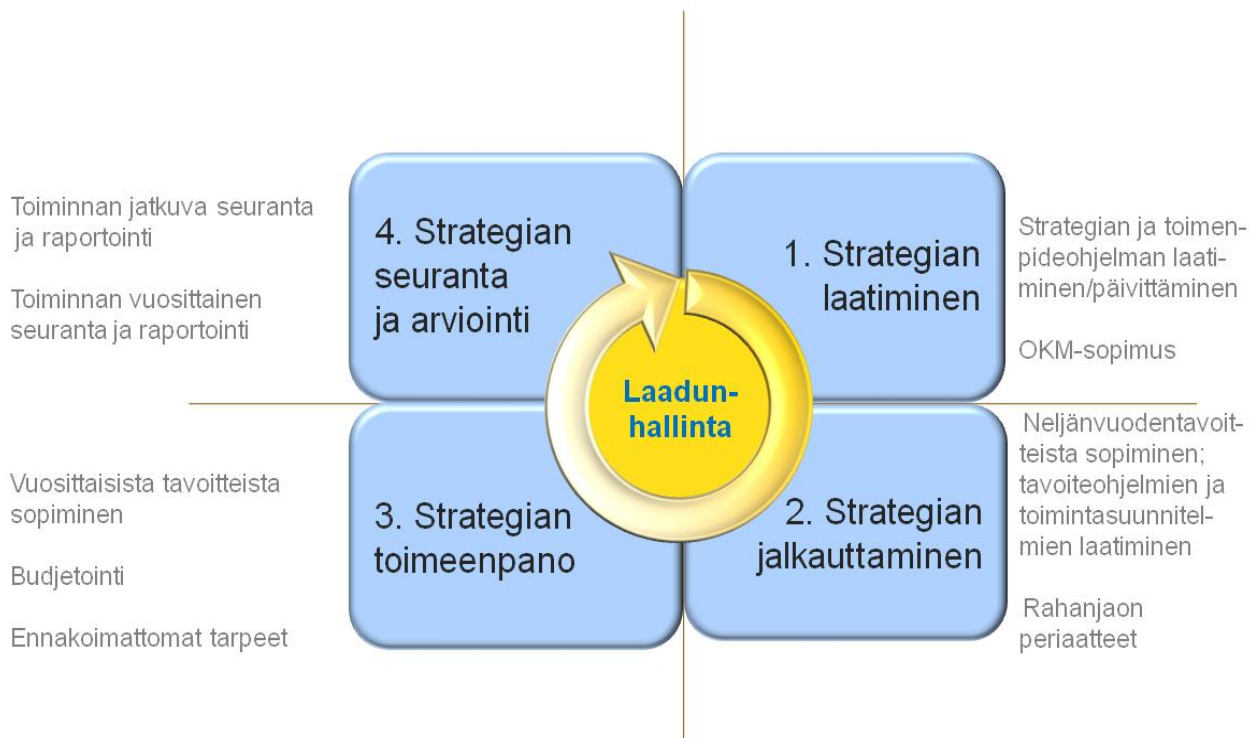 Toiminnan jatkuva seuranta
ja raportointi
Toiminnan vuosittainen
seuranta ja raportointi
4. Strategian
seuranta
ja arviointi
1. Strategian
laatiminen
Strategian ja toimen-
pideohjelman laati-
minen/päivittäminen
OKM-sopimus
Laadun-
hallinta
Vuosittaisista tavoitteista
sopiminen
Budjetointi
Ennakoimattomat tarpeet
3. Strategian
toimeenpano
2. Strategian
jalkauttaminen
Neljänvuodentavoit-
teista sopiminen;
tavoiteohjelmien ja
toimintasuunnitel-
mien laatiminen
Rahanjaon
periaatteet